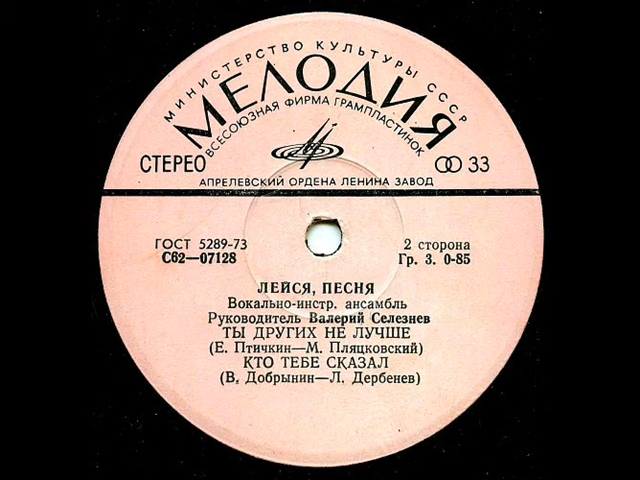 МИНИСТЕРСТВО КУЛЬТУРЫ СССР
МЕЛОДИЯ
ВСЕСОЮЗНАЯ ФИРМА ГРАМПЛАСТИНОК
СТЕРЕО
33
АПРЕЛЕВСКИЙ ОРДЕНА ЛЕНИНА ЗАВОД
ГОСТ 5289-73
2 сторона
С62—07128
Гр. 3. 0-85
ЛЕЙСЯ, ПЕСНЯ
Вокально-инстр. ансамбль
Руководитель Валерий Селезнев
ТЫ ДРУГИХ НЕ ЛУЧШЕ
(Е. Птичкин—М. Пляцковский)
КТО ТЕБЕ СКАЗАЛ
(В. Добрынин—Л. Дербенев)